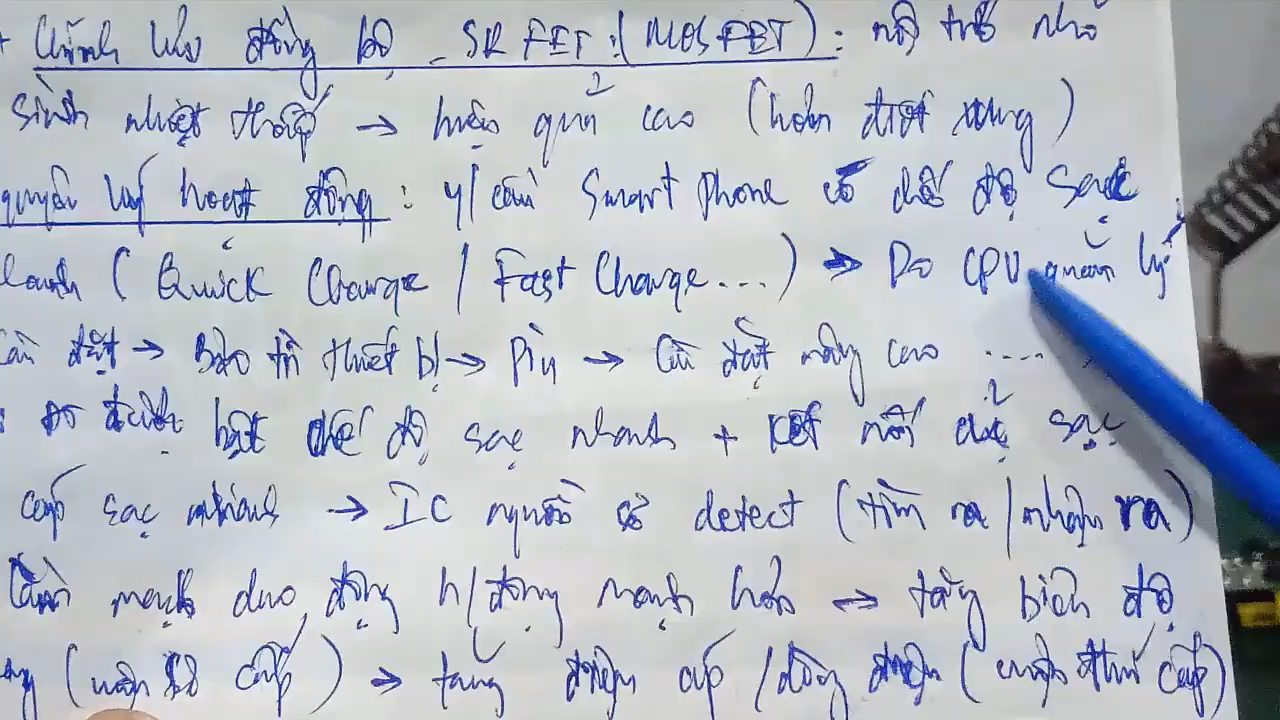 + Chỉnh lưu đồng bộ - SR FET : (MOSFET) : nội trở nhỏ
sinh nhiệt thấp → hiệu quả cao (hơn điốt xung)
nguyên lý hoạt động : y/cầu Smart phone có chế độ sạc
nhanh ( Quick Charge / Fast Charge ...) → Do CPU quản lý
cài đặt → Bảo trì thiết bị → Pin → Cài đặt nâng cao ....
bật chế độ sạc nhanh + kết nối củ sạc
cáp sạc nhanh → IC nguồn sẽ detect (tìm ra / nhận ra)
Làm mạch dao động h/động mạnh hơn → tăng biên độ
(cuộn sơ cấp) → tăng điện áp / dòng điện (cuộn thứ cấp)